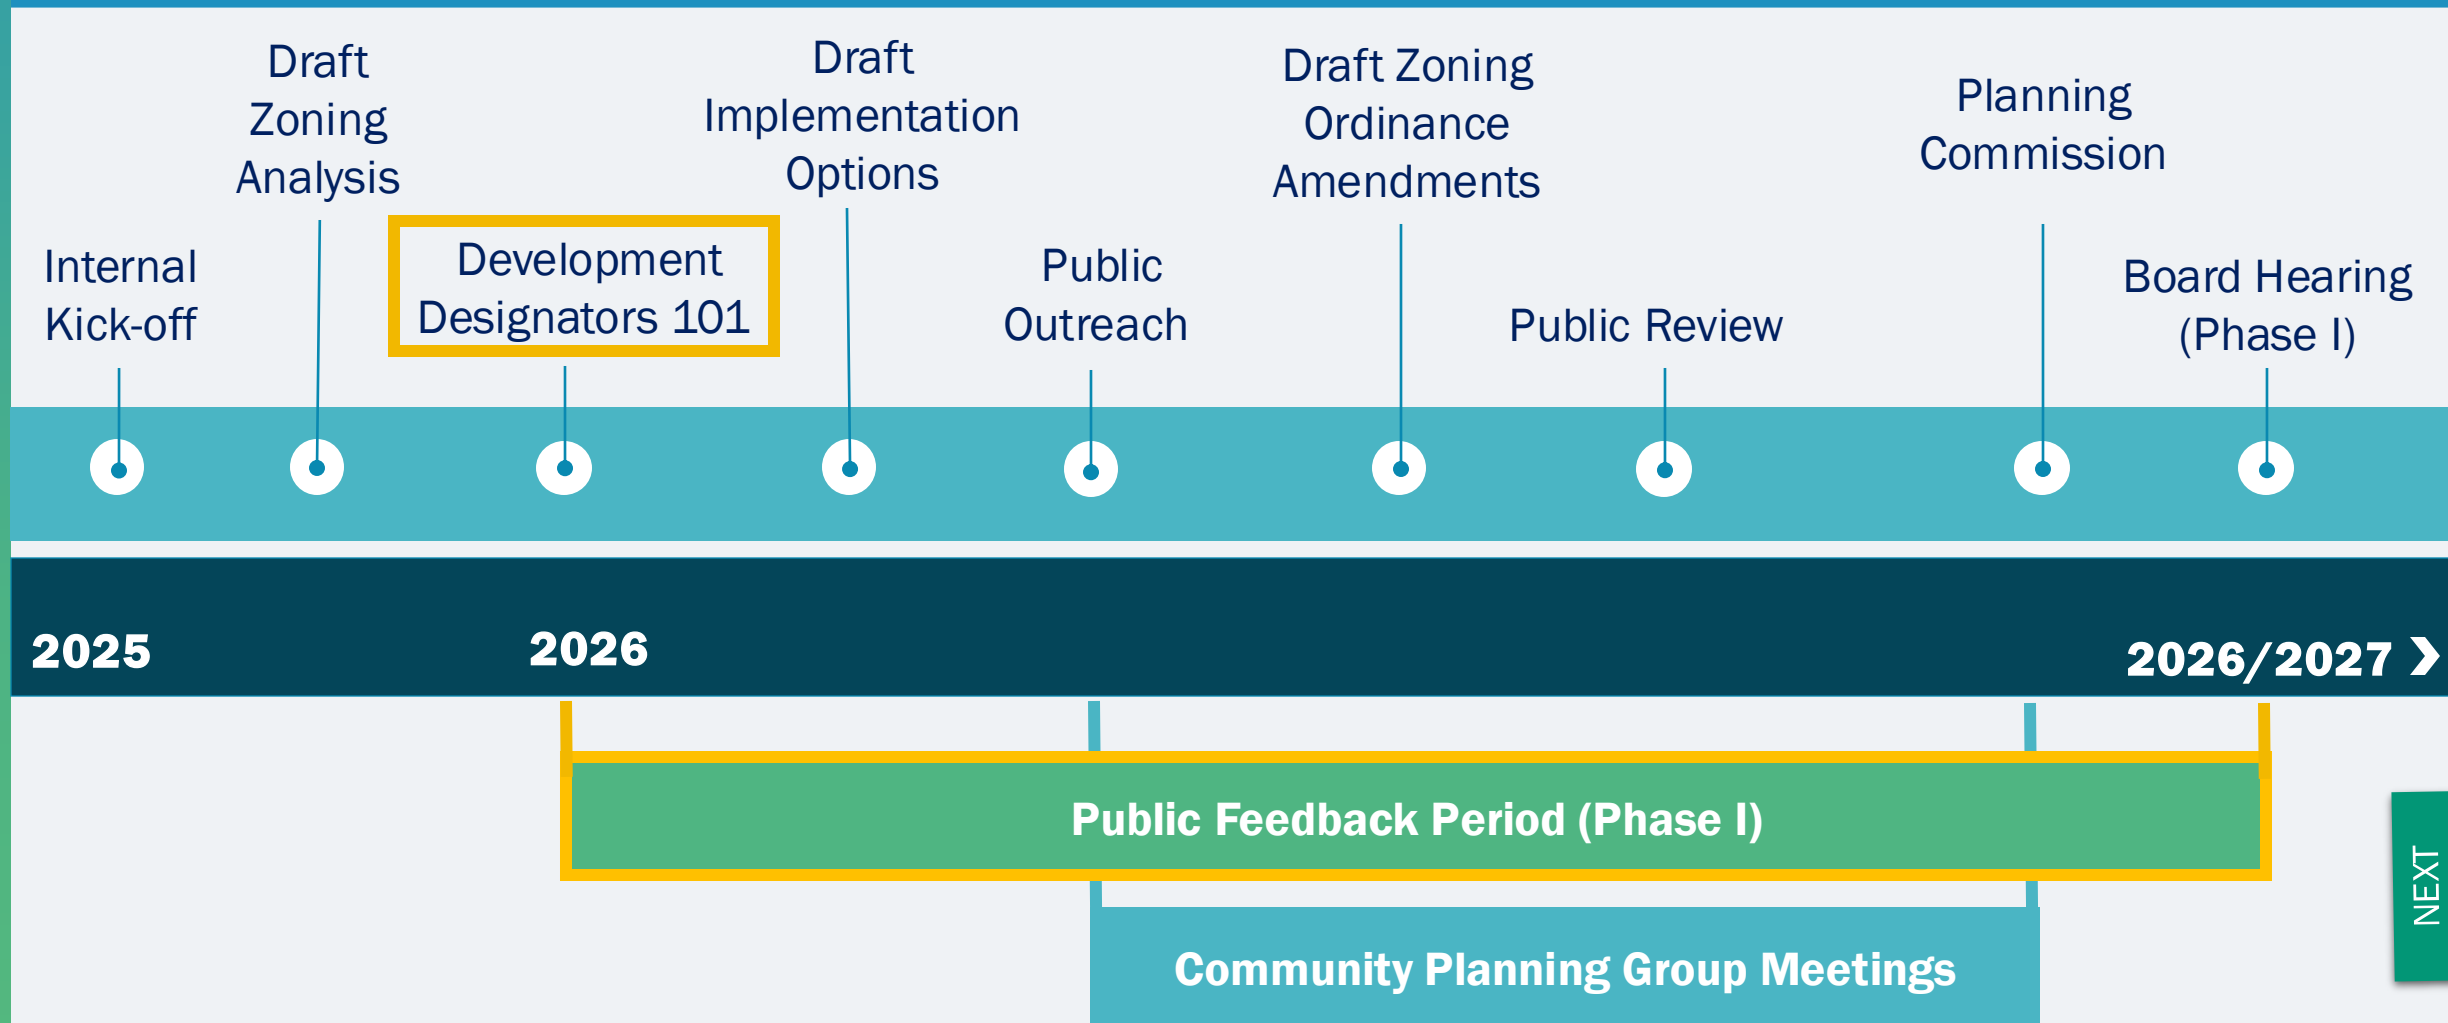 Internal
Kick-off
Draft
Zoning
Analysis
Development
Designators 101
Draft
Implementation
Options
Public
Outreach
Draft Zoning
Ordinance
Amendments
Public Review
Planning
Commission
Board Hearing
(Phase I)
2025
2026
2026/2027
Public Feedback Period (Phase I)
Community Planning Group Meetings
NEXT